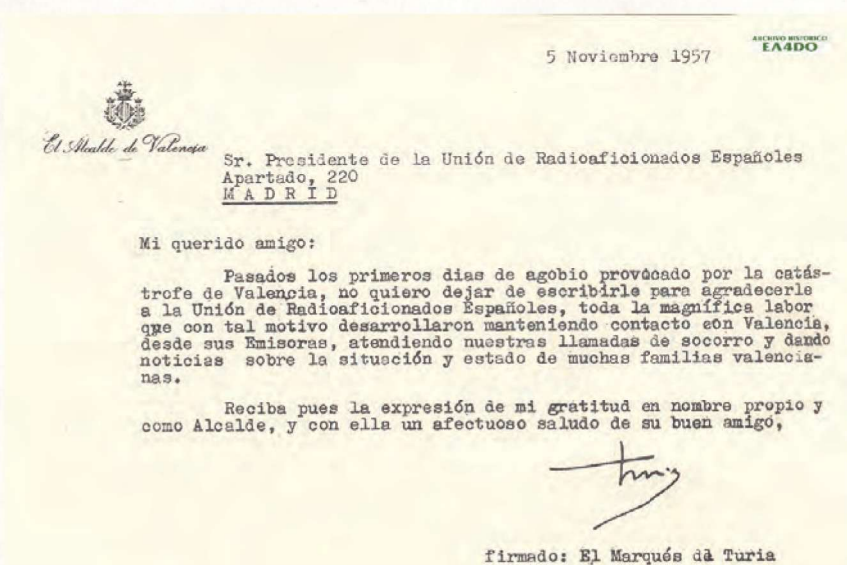 5 Noviembre 1957
ARCHIVO HISTORICO
EA4DO
El Alcalde de Valencia
Sr. Presidente de la Unión de Radioaficionados Españoles
Apartado, 220
M A D R I D
Mi querido amigo:
Pasados los primeros dias de agobio provocado por la catás-
trofe de Valencia, no quiero dejar de escribirle para agradecerle
a la Unión de Radioaficionados Españoles, toda la magnífica labor
que con tal motivo desarrollaron manteniendo contacto con Valencia,
desde sus Emisoras, atendiendo nuestras llamadas de socorro y dando
noticias sobre la situación y estado de muchas familias valencia-
nas.
Reciba pues la expresión de mi gratitud en nombre propio y
como Alcalde, y con ella un afectuoso saludo de su buen amigó,
firmado: El Marqués de Turia